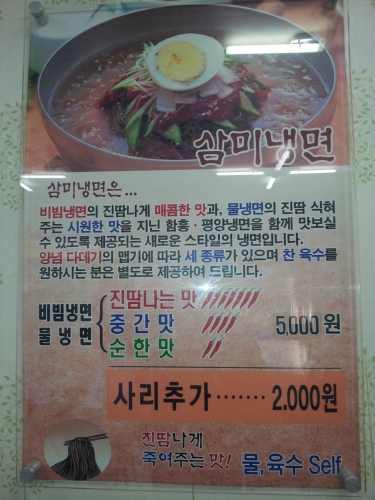 삼미냉면
삼미냉면은...
비빔냉면의 진땀나게 매콤한 맛과, 물냉면의 진땀 식혀
주는 시원한 맛을 지닌 함흥·평양냉면을 함께 맛보실
수 있도록 제공되는 새로운 스타일의 냉면입니다.
양념 다데기의 맵기에 따라 세 종류가 있으며 찬 육수를
원하시는 분은 별도로 제공하여 드립니다.
비빔냉면
물냉면
진땀나는 맛
중간맛
순한맛
5,000 원
사리추가 ······· 2,000원
진땀나게
죽여주는 맛!
물,육수 Self